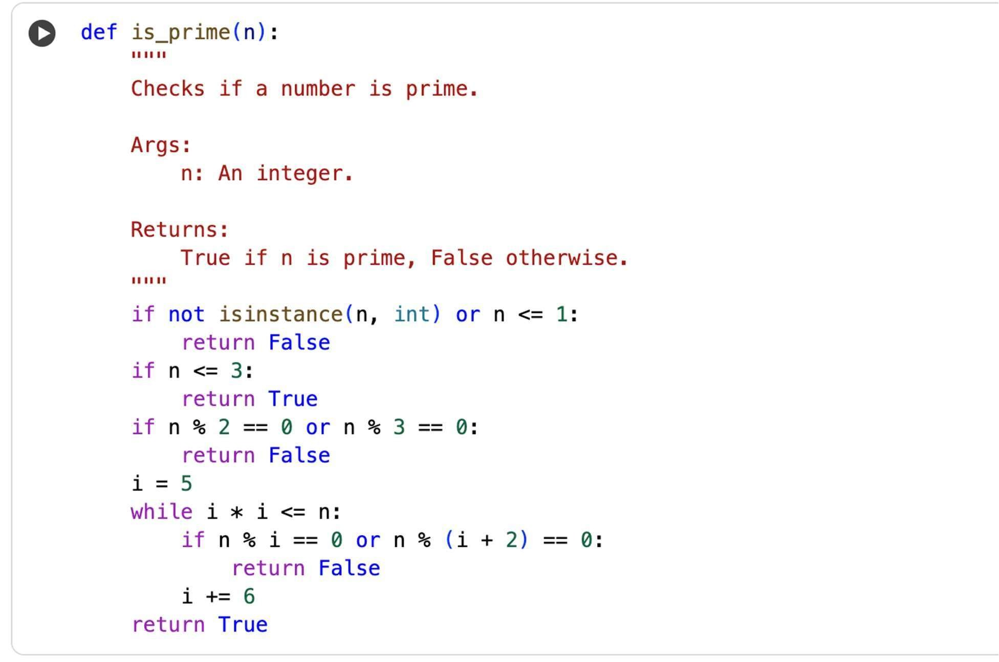 def is_prime(n):
    """
    Checks if a number is prime.

    Args:
        n: An integer.

    Returns:
        True if n is prime, False otherwise.
    """
    if not isinstance(n, int) or n <= 1:
        return False
    if n <= 3:
        return True
    if n % 2 == 0 or n % 3 == 0:
        return False
    i = 5
    while i * i <= n:
        if n % i == 0 or n % (i + 2) == 0:
            return False
        i += 6
    return True